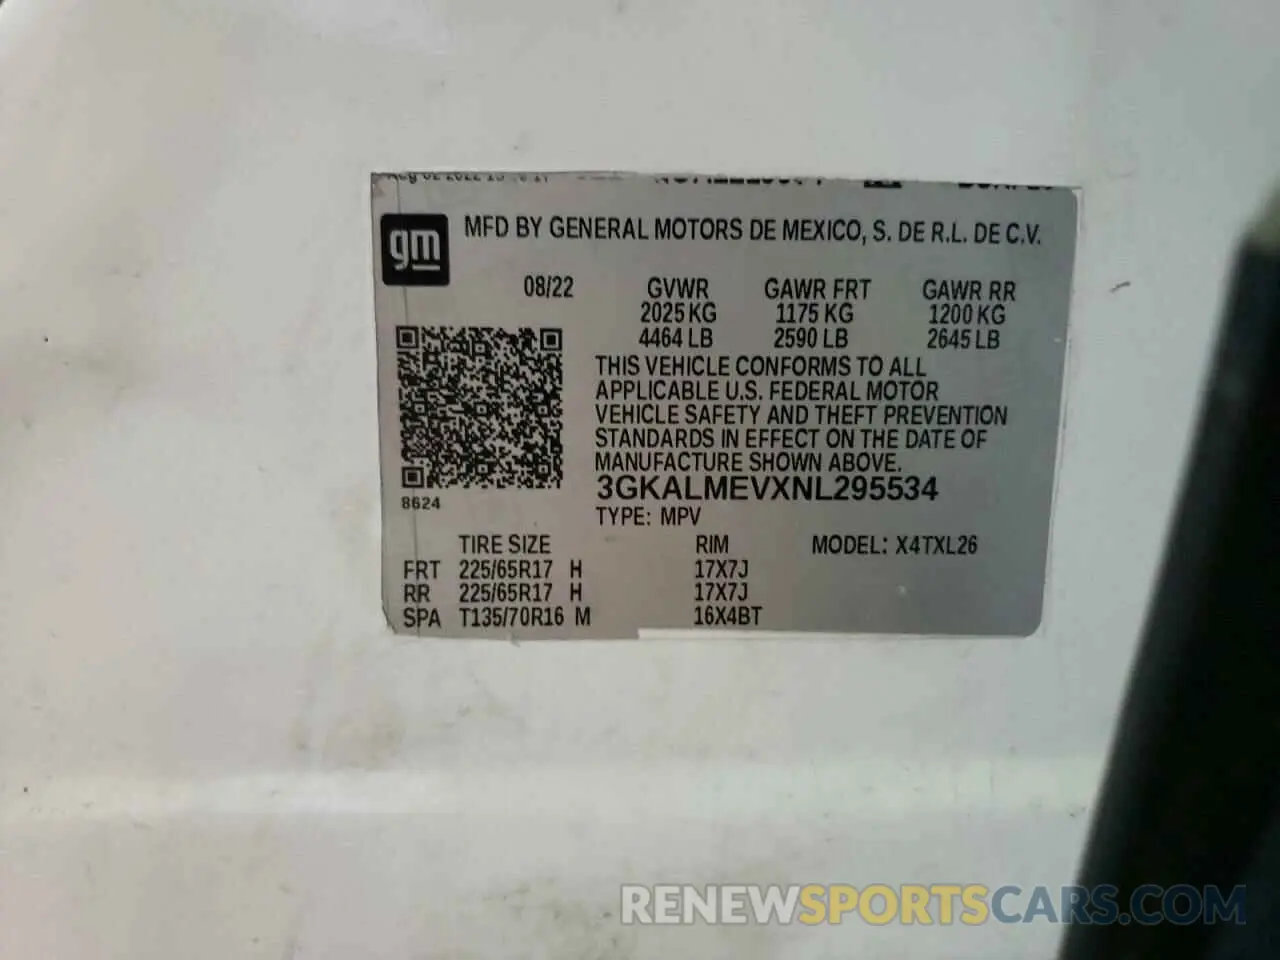 gm
MFD BY GENERAL MOTORS DE MEXICO, S. DE R.L. DE C.V.
08/22 GVWR GAWR FRT GAWR RR
2025 KG 1175 KG 1200 KG
4464 LB 2590 LB 2645 LB
THIS VEHICLE CONFORMS TO ALL
APPLICABLE U.S. FEDERAL MOTOR
VEHICLE SAFETY AND THEFT PREVENTION
STANDARDS IN EFFECT ON THE DATE OF
MANUFACTURE SHOWN ABOVE.
3GKALMEVXNL295534
8624
TYPE: MPV
TIRE SIZE RIM MODEL: X4TXL26
FRT 225/65R17 H 17X7J
RR 225/65R17 H 17X7J
SPA T135/70R16 M 16X4BT
RENEWSPORTSCARS.COM